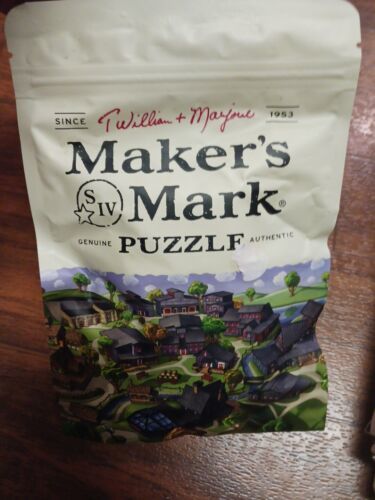 SINCE T William + Marjorie 1953
Maker's
S IV Mark®
GENUINE PUZZLE AUTHENTIC